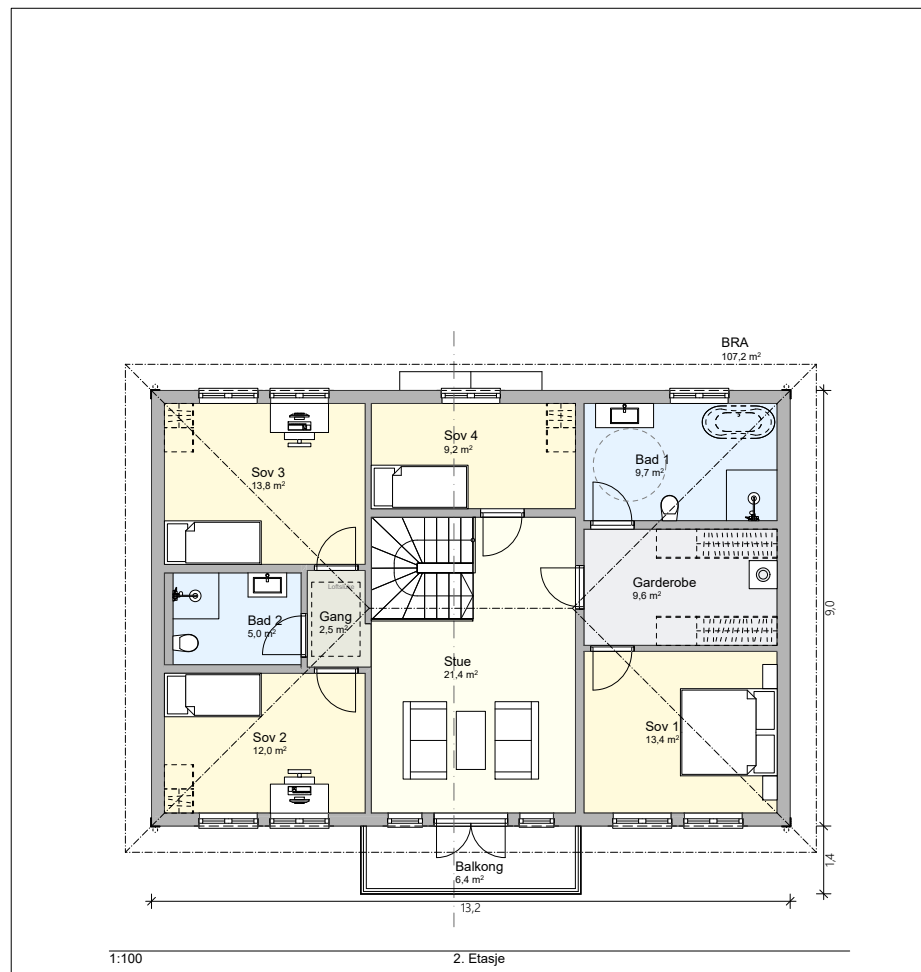 BRA
107,2 m²
Sov 3
13,8 m²
Sov 4
9,2 m²
Bad 1
9,7 m²
Garderobe
9,6 m²
Loftsluke
Gang
2,5 m²
Bad 2
5,0 m²
9,0
Stue
21,4 m²
Sov 2
12,0 m²
Sov 1
13,4 m²
Balkong
6,4 m²
1,4
13,2
1:100
2. Etasje